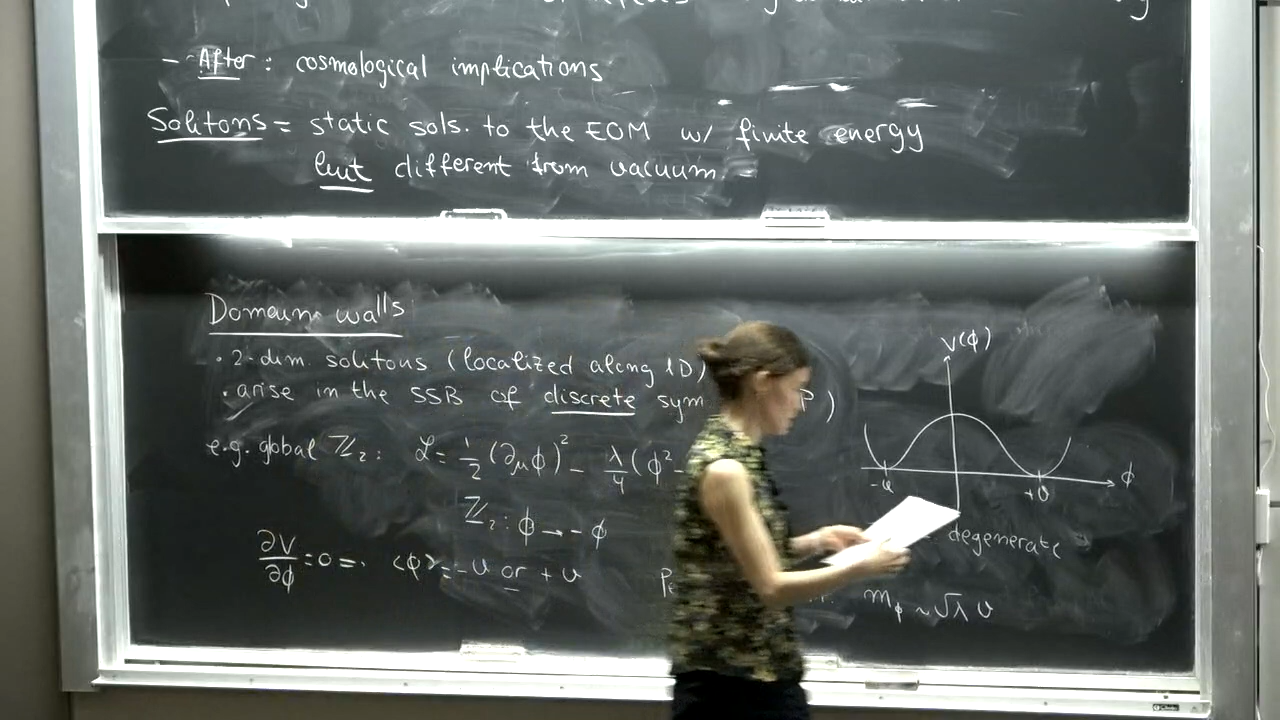 - After: cosmological implications
Solitons = static sols. to the EOM w/ finite energy
but different from vacuum.
Domain walls
• 2-dim. solitons (localized along 1D)
• arise in the SSB of discrete sym P)
e.g. global ℤ₂: ℒ = 1/2 (∂μϕ)² - λ/4 (ϕ² -
ℤ₂: ϕ → - ϕ
∂V/∂ϕ = 0 => <ϕ> = -v or + v
V(ϕ)
-v +v ϕ
degenerate
m_ϕ ~ √λ v